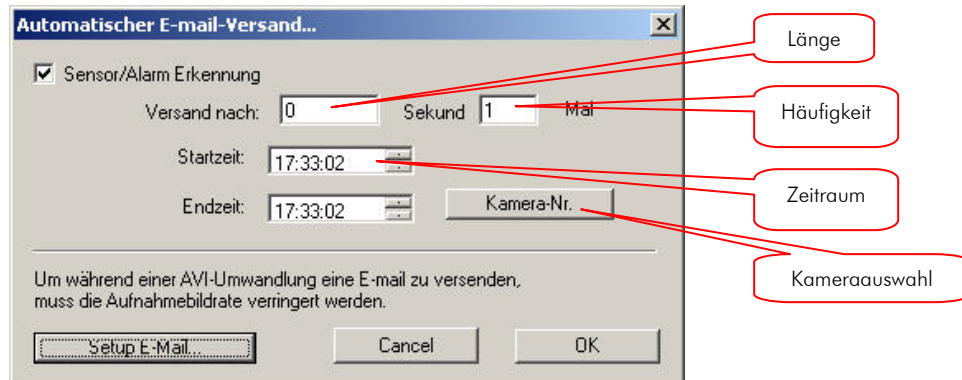 Automatischer E-mail-Versand...
Länge
Sensor/Alarm Erkennung
Versand nach: 0 Sekund 1 Mal
Häufigkeit
Startzeit: 17:33:02
Zeitraum
Endzeit: 17:33:02 Kamera-Nr.
Kameraauswahl
Um während einer AVI-Umwandlung eine E-mail zu versenden,
muss die Aufnahmebildrate verringert werden.
Setup E-Mail... Cancel OK